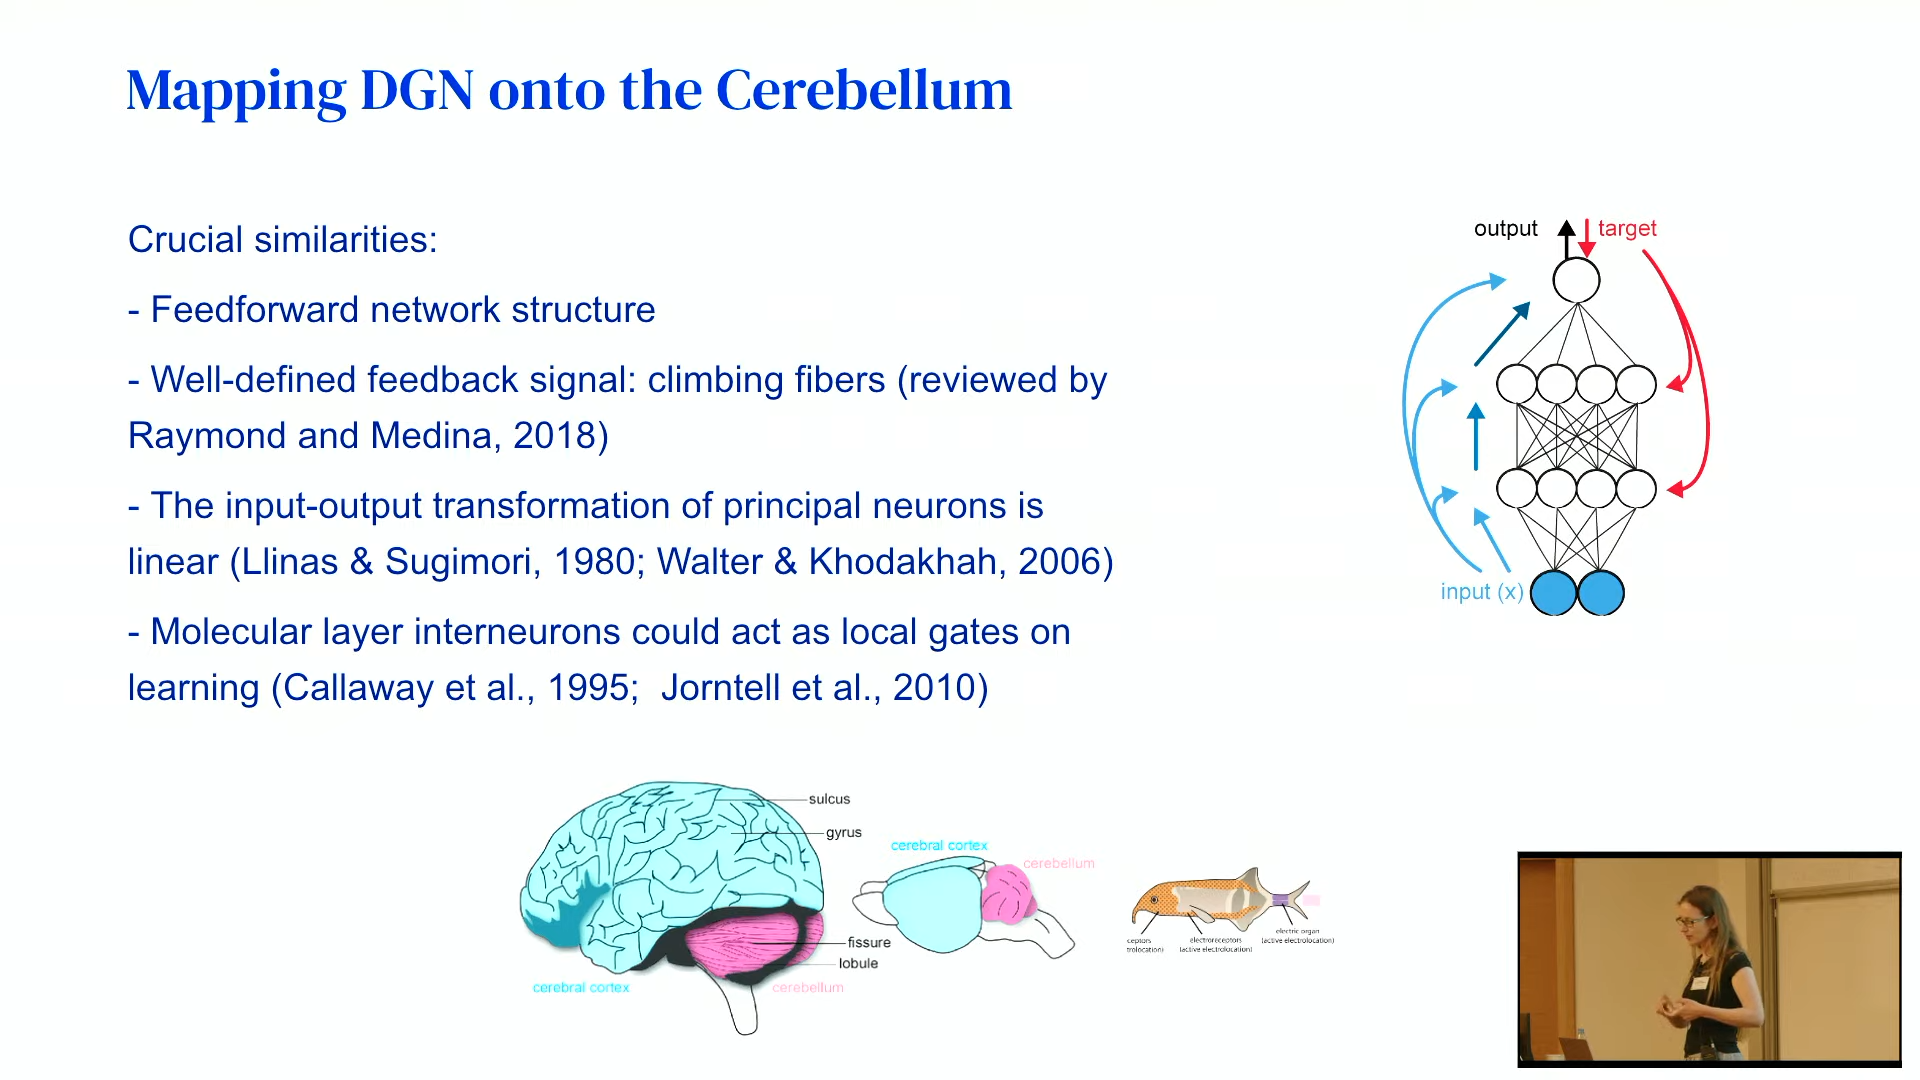 Mapping DGN onto the Cerebellum
Crucial similarities:
- Feedforward network structure
- Well-defined feedback signal: climbing fibers (reviewed by
Raymond and Medina, 2018)
- The input-output transformation of principal neurons is
linear (Llinas & Sugimori, 1980; Walter & Khodakhah, 2006)
- Molecular layer interneurons could act as local gates on
learning (Callaway et al., 1995;  Jorntell et al., 2010)
output
target
input (x)
sulcus
gyrus
fissure
lobule
cerebral cortex
cerebellum
cerebral cortex
cerebellum
ceptors
trolocation)
electroreceptors
(active electrolocation)
electric organ
(active electrolocation)